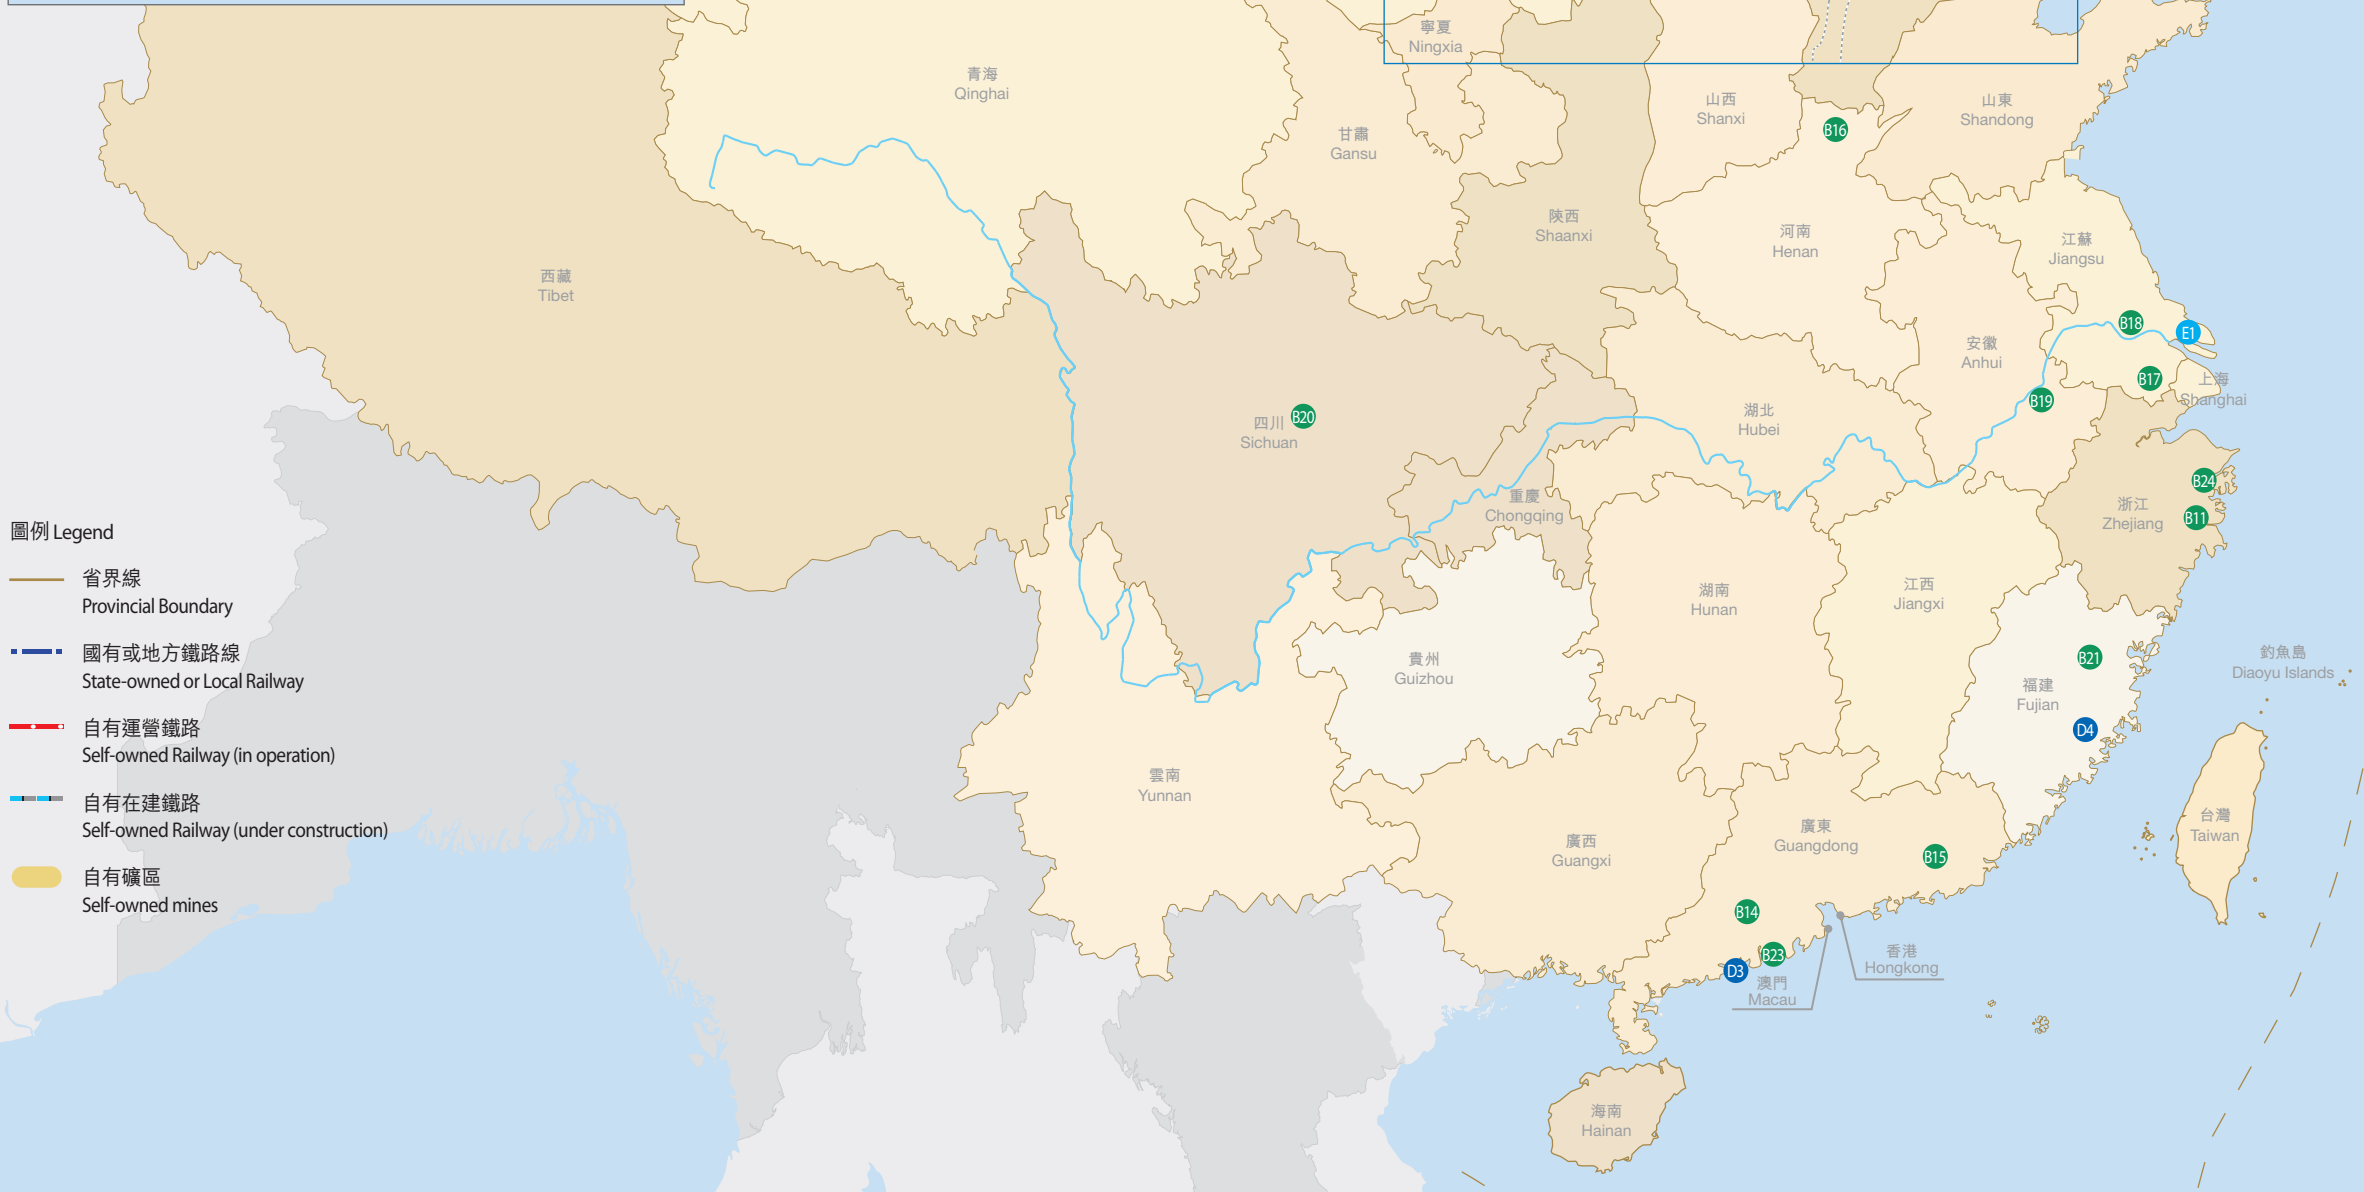 寧夏
Ningxia
青海
Qinghai
山西
Shanxi
山東
Shandong
B16
甘肅
Gansu
陝西
Shaanxi
河南
Henan
江蘇
Jiangsu
西藏
Tibet
B18
E1
安徽
Anhui
B17
上海
Shanghai
B19
四川
Sichuan
B20
湖北
Hubei
重慶
Chongqing
B24
浙江
Zhejiang
B11
圖例 Legend
省界線
Provincial Boundary
國有或地方鐵路線
State-owned or Local Railway
自有運營鐵路
Self-owned Railway (in operation)
自有在建鐵路
Self-owned Railway (under construction)
自有礦區
Self-owned mines
湖南
Hunan
江西
Jiangxi
貴州
Guizhou
B21
福建
Fujian
D4
釣魚島
Diaoyu Islands
雲南
Yunnan
廣西
Guangxi
廣東
Guangdong
B15
台灣
Taiwan
B14
B23
D3
香港
Hongkong
澳門
Macau
海南
Hainan